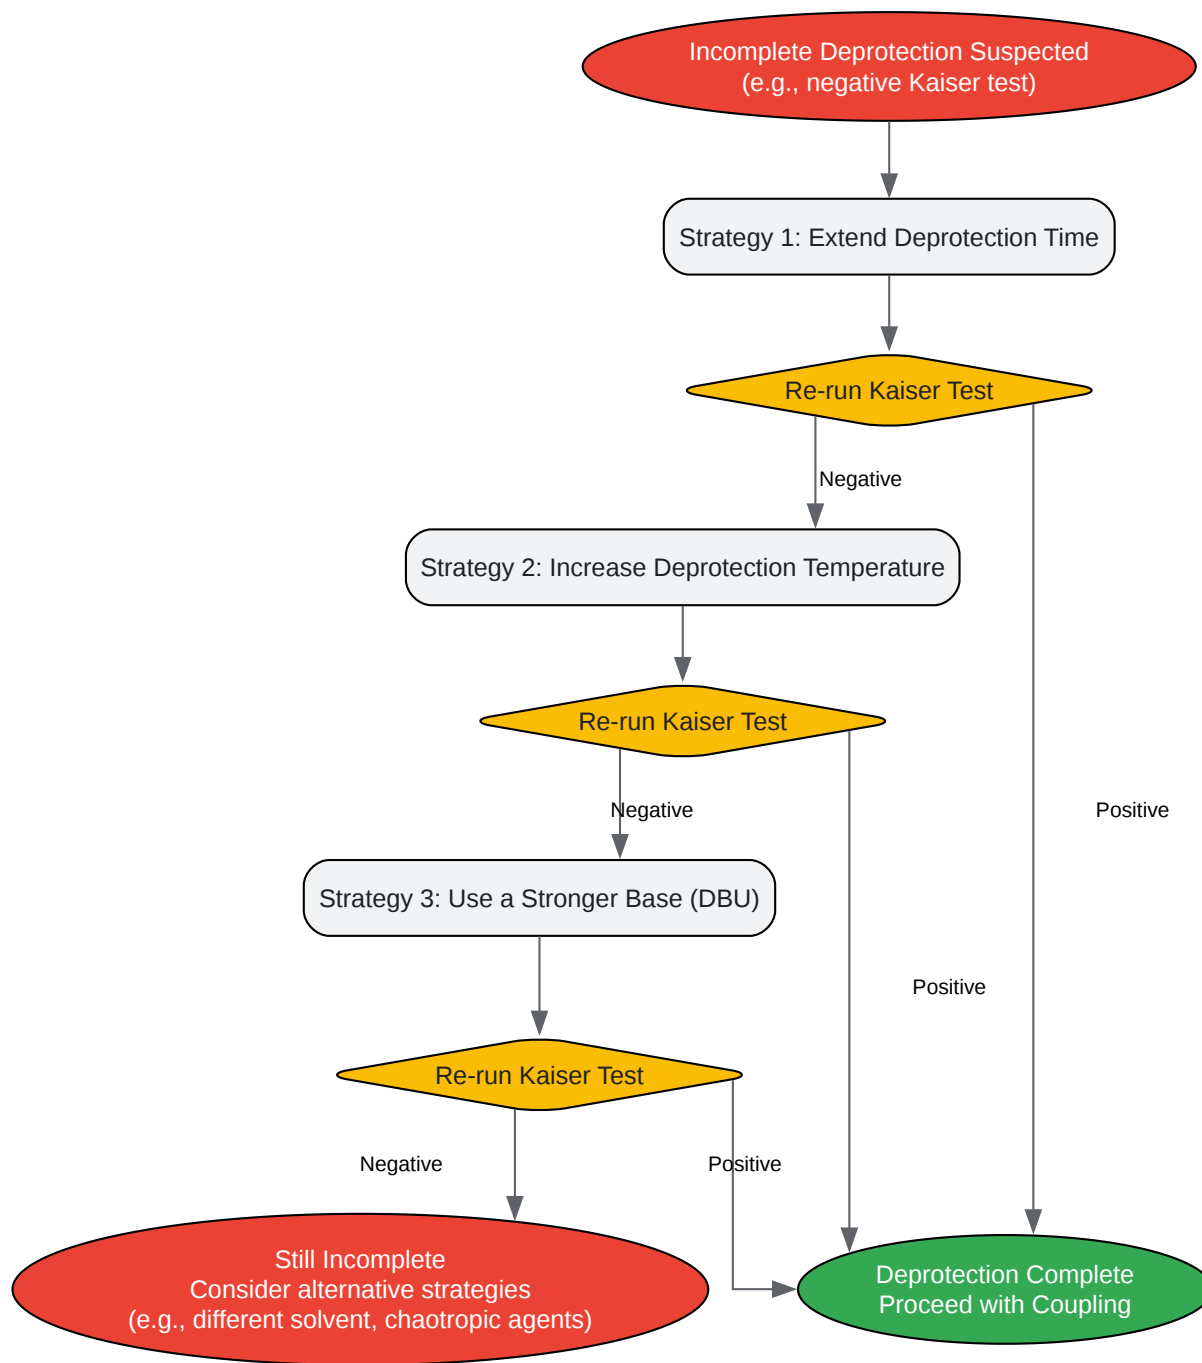 Incomplete Deprotection Suspected
(e.g., negative Kaiser test)
Strategy 1: Extend Deprotection Time
Re-run Kaiser Test
Negative
Strategy 2: Increase Deprotection Temperature
Re-run Kaiser Test
Negative
Positive
Strategy 3: Use a Stronger Base (DBU)
Positive
Re-run Kaiser Test
Negative
Positive
Still Incomplete
Consider alternative strategies
(e.g., different solvent, chaotropic agents)
Deprotection Complete
Proceed with Coupling